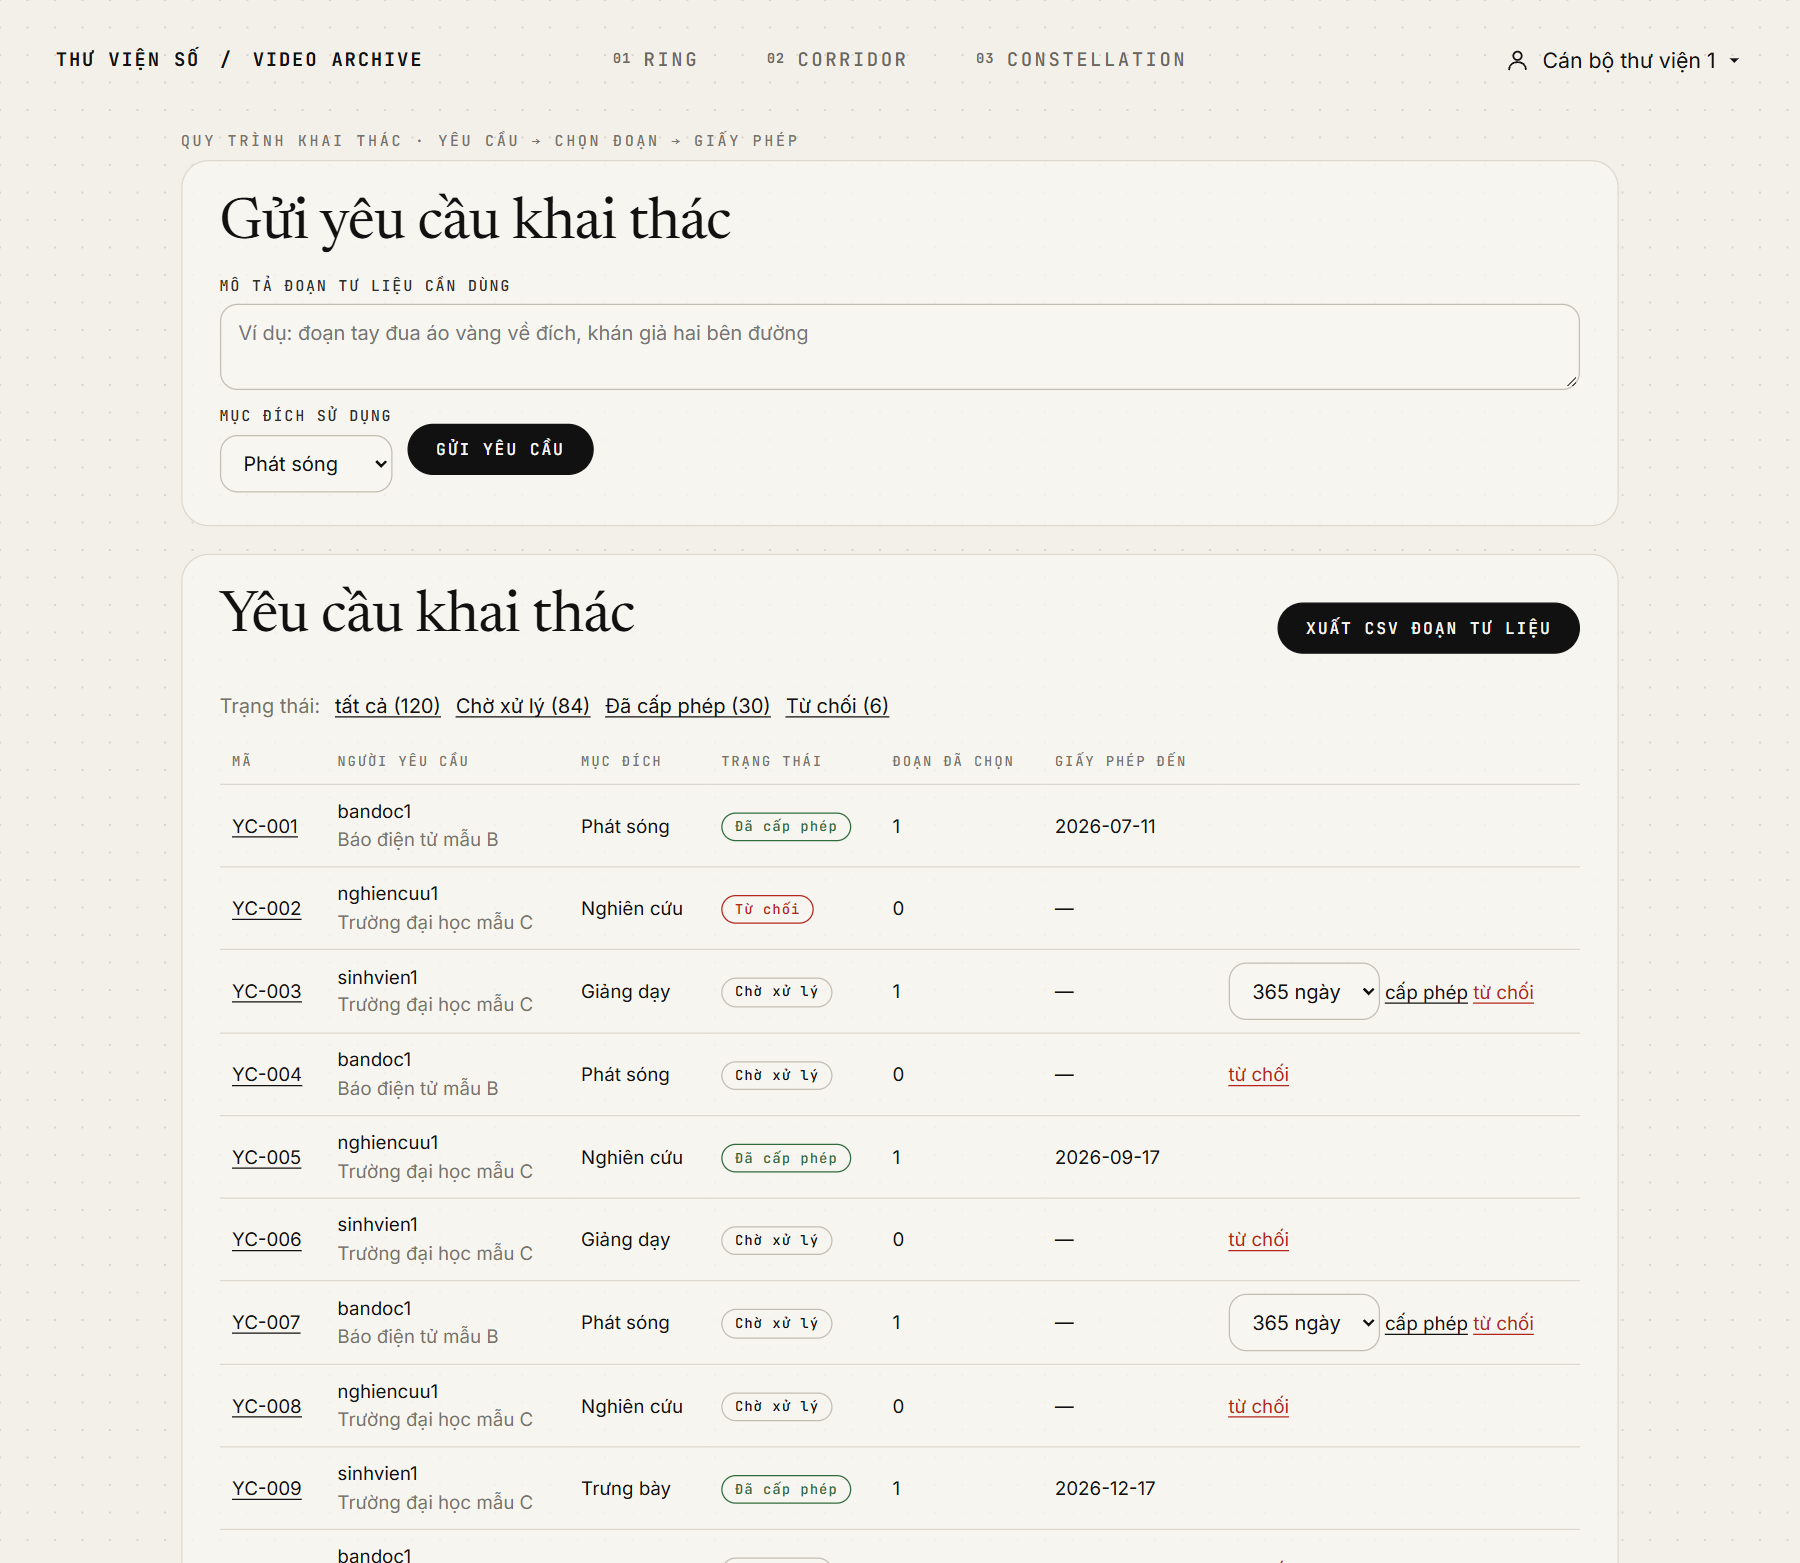 THƯ VIỆN SỐ / VIDEO ARCHIVE
01 RING
02 CORRIDOR
03 CONSTELLATION
Cán bộ thư viện 1
QUY TRÌNH KHAI THÁC · YÊU CẦU → CHỌN ĐOẠN → GIẤY PHÉP
Gửi yêu cầu khai thác
MÔ TẢ ĐOẠN TƯ LIỆU CẦN DÙNG
Ví dụ: đoạn tay đua áo vàng về đích, khán giả hai bên đường
MỤC ĐÍCH SỬ DỤNG
Phát sóng
GỬI YÊU CẦU
Yêu cầu khai thác
XUẤT CSV ĐOẠN TƯ LIỆU
Trạng thái: tất cả (120) Chờ xử lý (84) Đã cấp phép (30) Từ chối (6)
MÃ NGƯỜI YÊU CẦU MỤC ĐÍCH TRẠNG THÁI ĐOẠN ĐÃ CHỌN GIẤY PHÉP ĐẾN
bandoc1
YC-001 Phát sóng Đã cấp phép 1 2026-07-11
Báo điện tử mẫu B
nghiencuu1
YC-002 Nghiên cứu Từ chối 0 —
Trường đại học mẫu C
sinhvien1
YC-003 Giảng dạy Chờ xử lý 1 — 365 ngày cấp phép từ chối
Trường đại học mẫu C
bandoc1
YC-004 Phát sóng Chờ xử lý 0 — từ chối
Báo điện tử mẫu B
nghiencuu1
YC-005 Nghiên cứu Đã cấp phép 1 2026-09-17
Trường đại học mẫu C
sinhvien1
YC-006 Giảng dạy Chờ xử lý 0 — từ chối
Trường đại học mẫu C
bandoc1
YC-007 Phát sóng Chờ xử lý 1 — 365 ngày cấp phép từ chối
Báo điện tử mẫu B
nghiencuu1
YC-008 Nghiên cứu Chờ xử lý 0 — từ chối
Trường đại học mẫu C
sinhvien1
YC-009 Trưng bày Đã cấp phép 1 2026-12-17
Trường đại học mẫu C
bandoc1